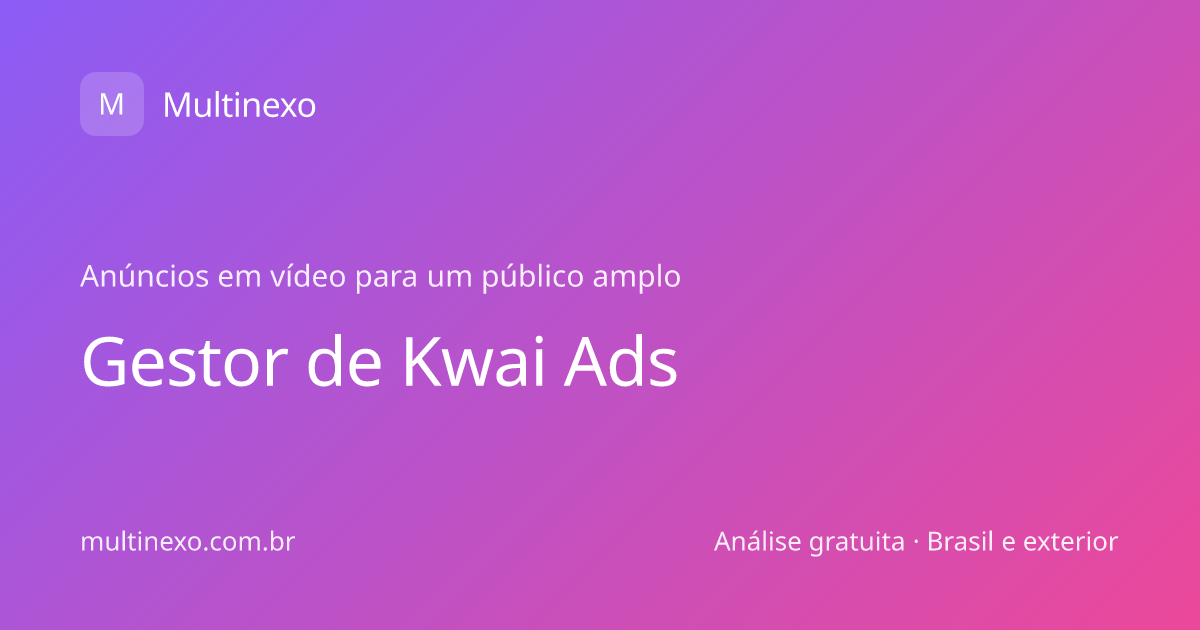 M
Multinexo
Anúncios em vídeo para um público amplo
Gestor de Kwai Ads
multinexo.com.br
Análise gratuita · Brasil e exterior